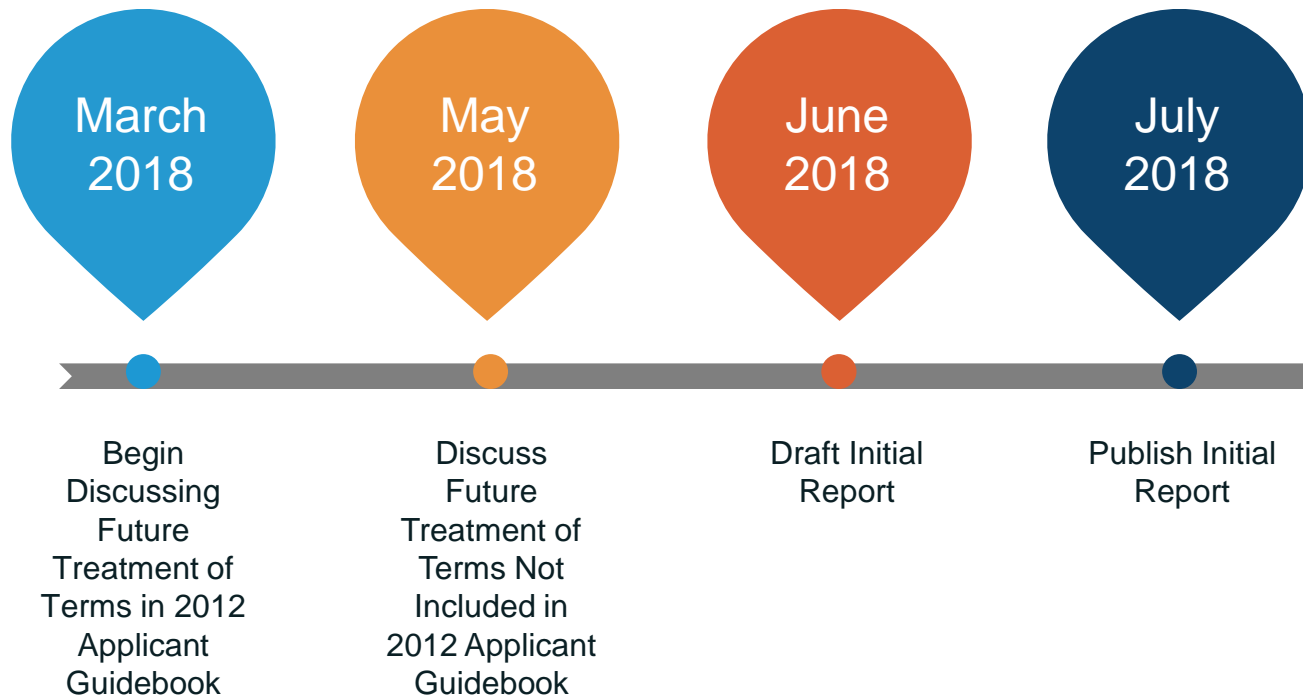 March
2018
May
2018
June
2018
July
2018
Begin
Discussing
Future
Treatment of
Terms in 2012
Applicant
Guidebook
Discuss
Future
Treatment of
Terms Not
Included in
2012 Applicant
Guidebook
Draft Initial
Report
Publish Initial
Report